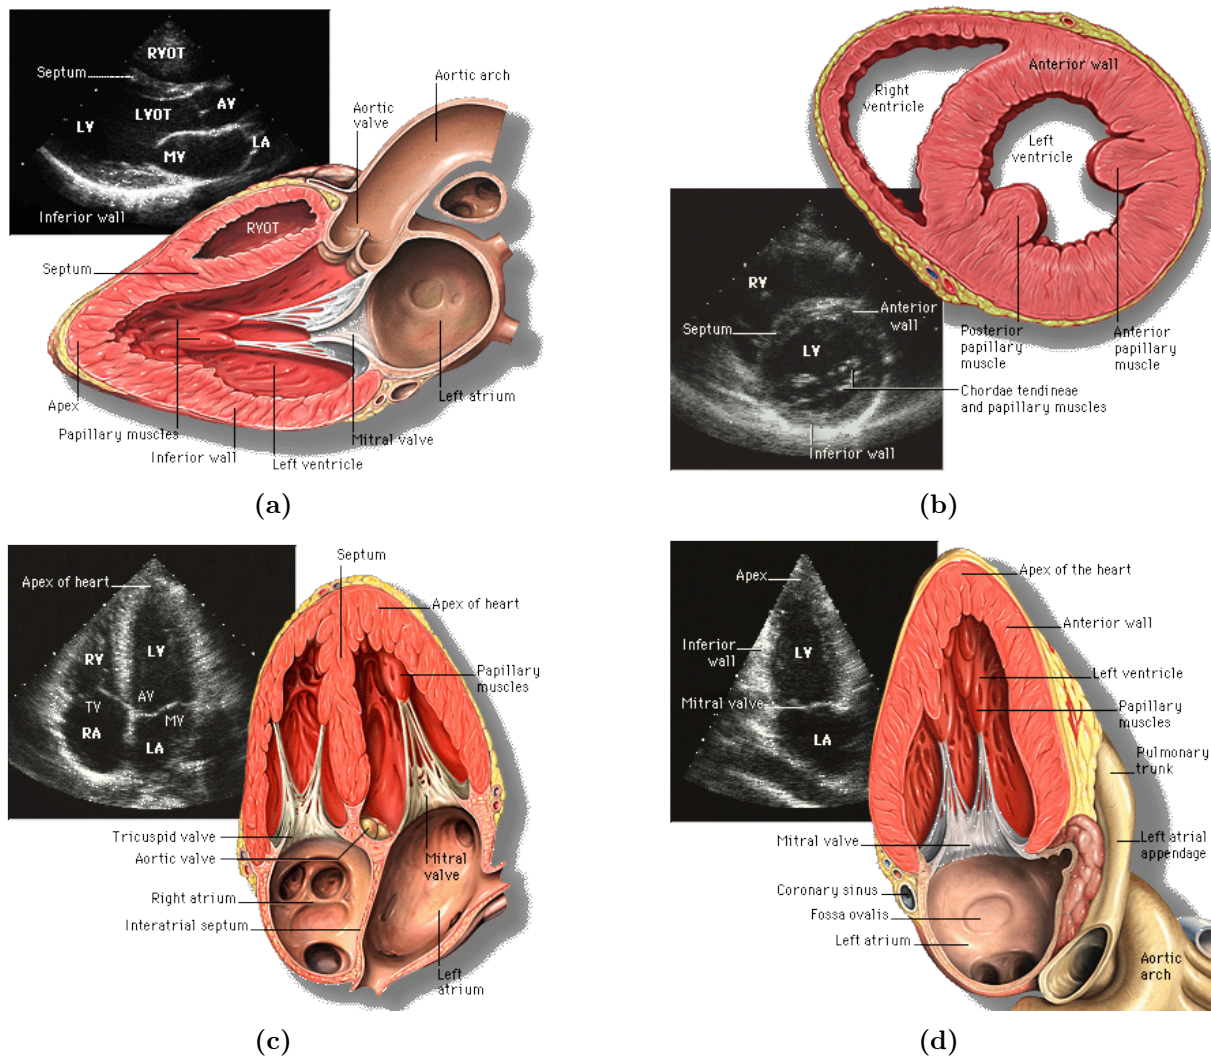 RVOT
Septum
LVOT
AV
LV
LA
MV
Inferior wall
Aortic arch
Aortic
valve
RVOT
Septum
Apex
Papillary muscles
Inferior wall
Left ventricle
Mitral valve
Left atrium
(a)
Anterior wall
Right
ventricle
Left
ventricle
RV
Anterior
wall
Septum
LV
Posterior
papillary
muscle
Anterior
papillary
muscle
Chordae tendineae
and papillary muscles
Inferior wall
(b)
Septum
Apex of heart
Apex of heart
RV
LV
Papillary
muscles
TV
AV
MV
RA
LA
Tricuspid valve
Aortic valve
Mitral
valve
Right atrium
Interatrial septum
Left
atrium
(c)
Apex
Apex of the heart
Anterior wall
Inferior
wall
LV
Left ventricle
Mitral valve
Papillary
muscles
LA
Pulmonary
trunk
Mitral valve
Left atrial
appendage
Coronary sinus
Fossa ovalis
Left atrium
Aortic
arch
(d)